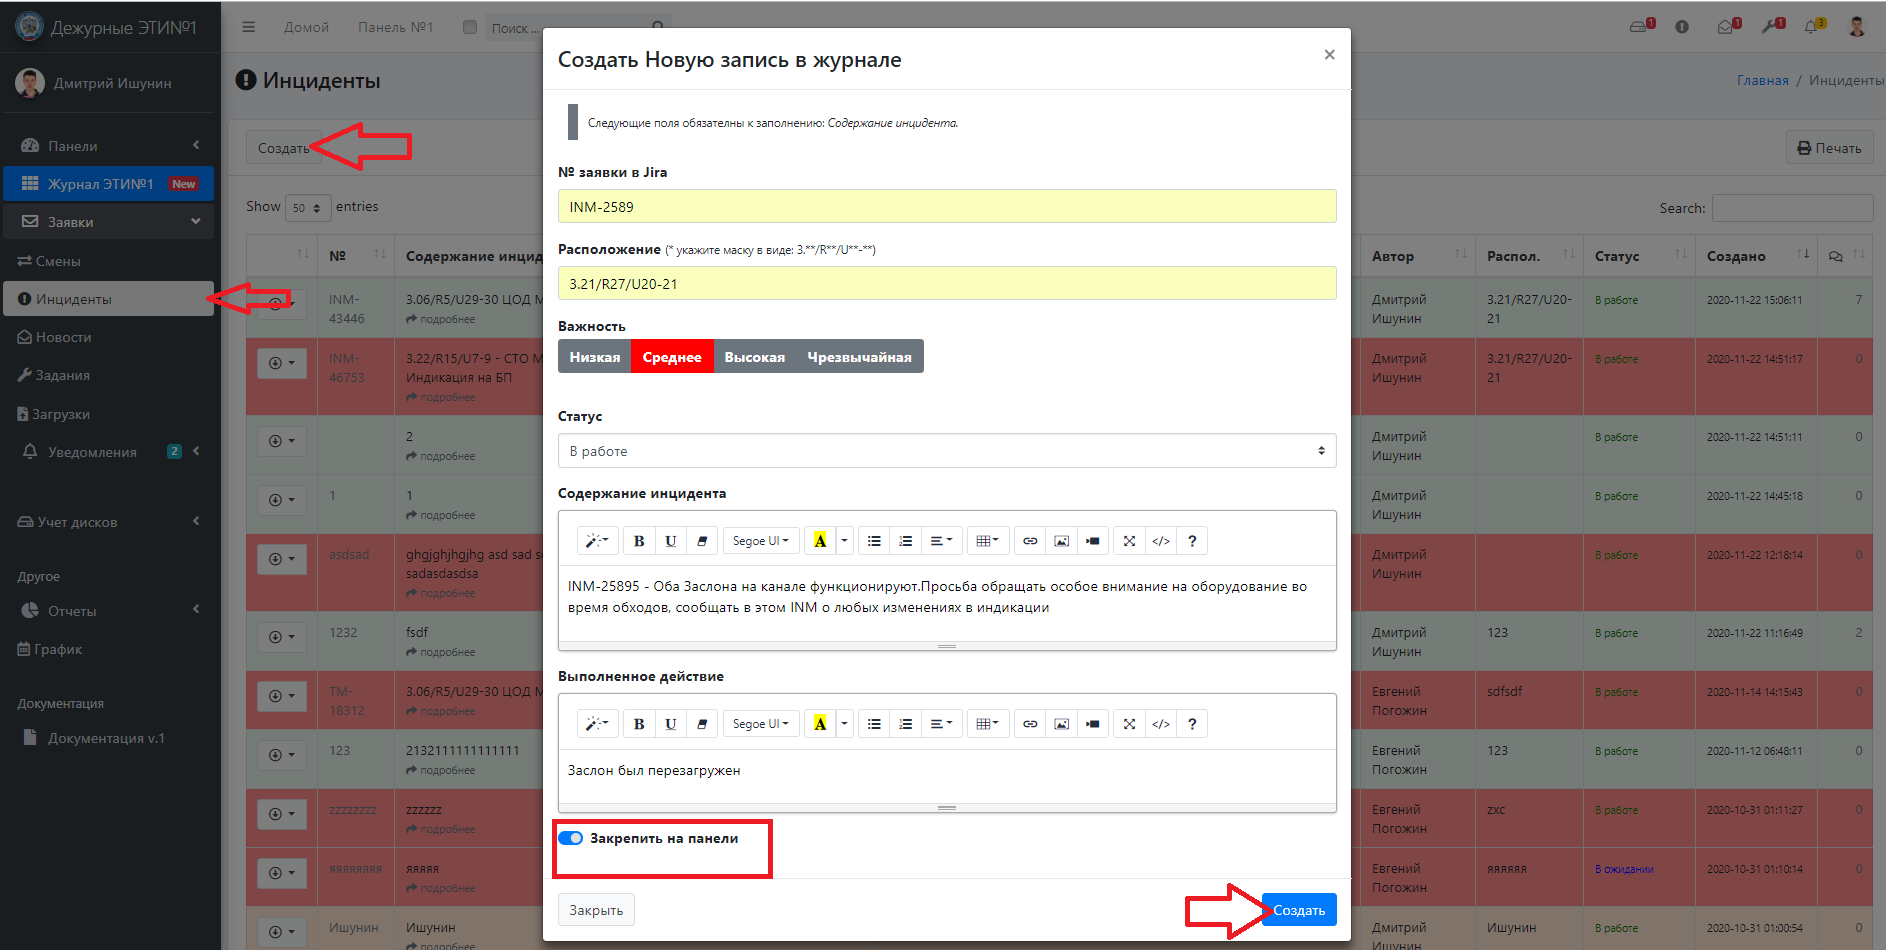 Дежурные ЭТИ№1
Домой
Панель №1
Поиск ...
1
1
1
3
Дмитрий Ишунин
Панели
Журнал ЭТИ№1 New
Заявки
Смены
Инциденты
Новости
Задания
Загрузки
Уведомления 2
Учет дисков
Другое
Отчеты
График
Документация
Документация v.1
Инциденты
Главная / Инциденты
Создать
Печать
Show 50 entries
Search:
№ Содержание инцид
Автор Распол. Статус Создано
INM-43446 3.06/R5/U29-30 ЦОД М
подробнее
Дмитрий Ишунин 3.21/R27/U20-21 В работе 2020-11-22 15:06:11 7
INM-46753 3.22/R15/U7-9 - СТО М
Индикация на БП
подробнее
Дмитрий Ишунин 3.21/R27/U20-21 В работе 2020-11-22 14:51:17 0
2
подробнее
Дмитрий Ишунин В работе 2020-11-22 14:51:11 0
1 1
подробнее
Дмитрий Ишунин В работе 2020-11-22 14:45:18 0
asdsad ghgjghjhgjhg asd sad s
sadasdasdsa
подробнее
Дмитрий Ишунин В работе 2020-11-22 12:18:14 0
1232 fsdf
подробнее
Дмитрий Ишунин 123 В работе 2020-11-22 11:16:49 2
TM-18312 3.06/R5/U29-30 ЦОД М
подробнее
Евгений Погожин sdfsdf В работе 2020-11-14 14:15:43 0
123 2132111111111111
подробнее
Евгений Погожин 123 В работе 2020-11-12 06:48:11 0
zzzzzzzz zzzzzz
подробнее
Евгений Погожин zxc В работе 2020-10-31 01:11:27 0
яяяяяяяя яяяяя
подробнее
Евгений Погожин яяяяяя В ожидании 2020-10-31 01:10:14 0
Ишунин Ишунин
подробнее
Дмитрий Ишунин Ишунин В работе 2020-10-31 01:00:54 0
Создать Новую запись в журнале
×
Следующие поля обязателны к заполнению: Содержание инцидента.
№ заявки в Jira
INM-2589
Расположение (* укажите маску в виде: 3.**/R**/U**-**)
3.21/R27/U20-21
Важность
Низкая Среднее Высокая Чрезвычайная
Статус
В работе
Содержание инцидента
B U Segoe UI A </> ?
INM-25895 - Оба Заслона на канале функционируют.Просьба обращать особое внимание на оборудование во
время обходов, сообщать в этом INM о любых изменениях в индикации
Выполненное действие
B U Segoe UI A </> ?
Заслон был перезагружен
Закрепить на панели
Закрыть
Создать